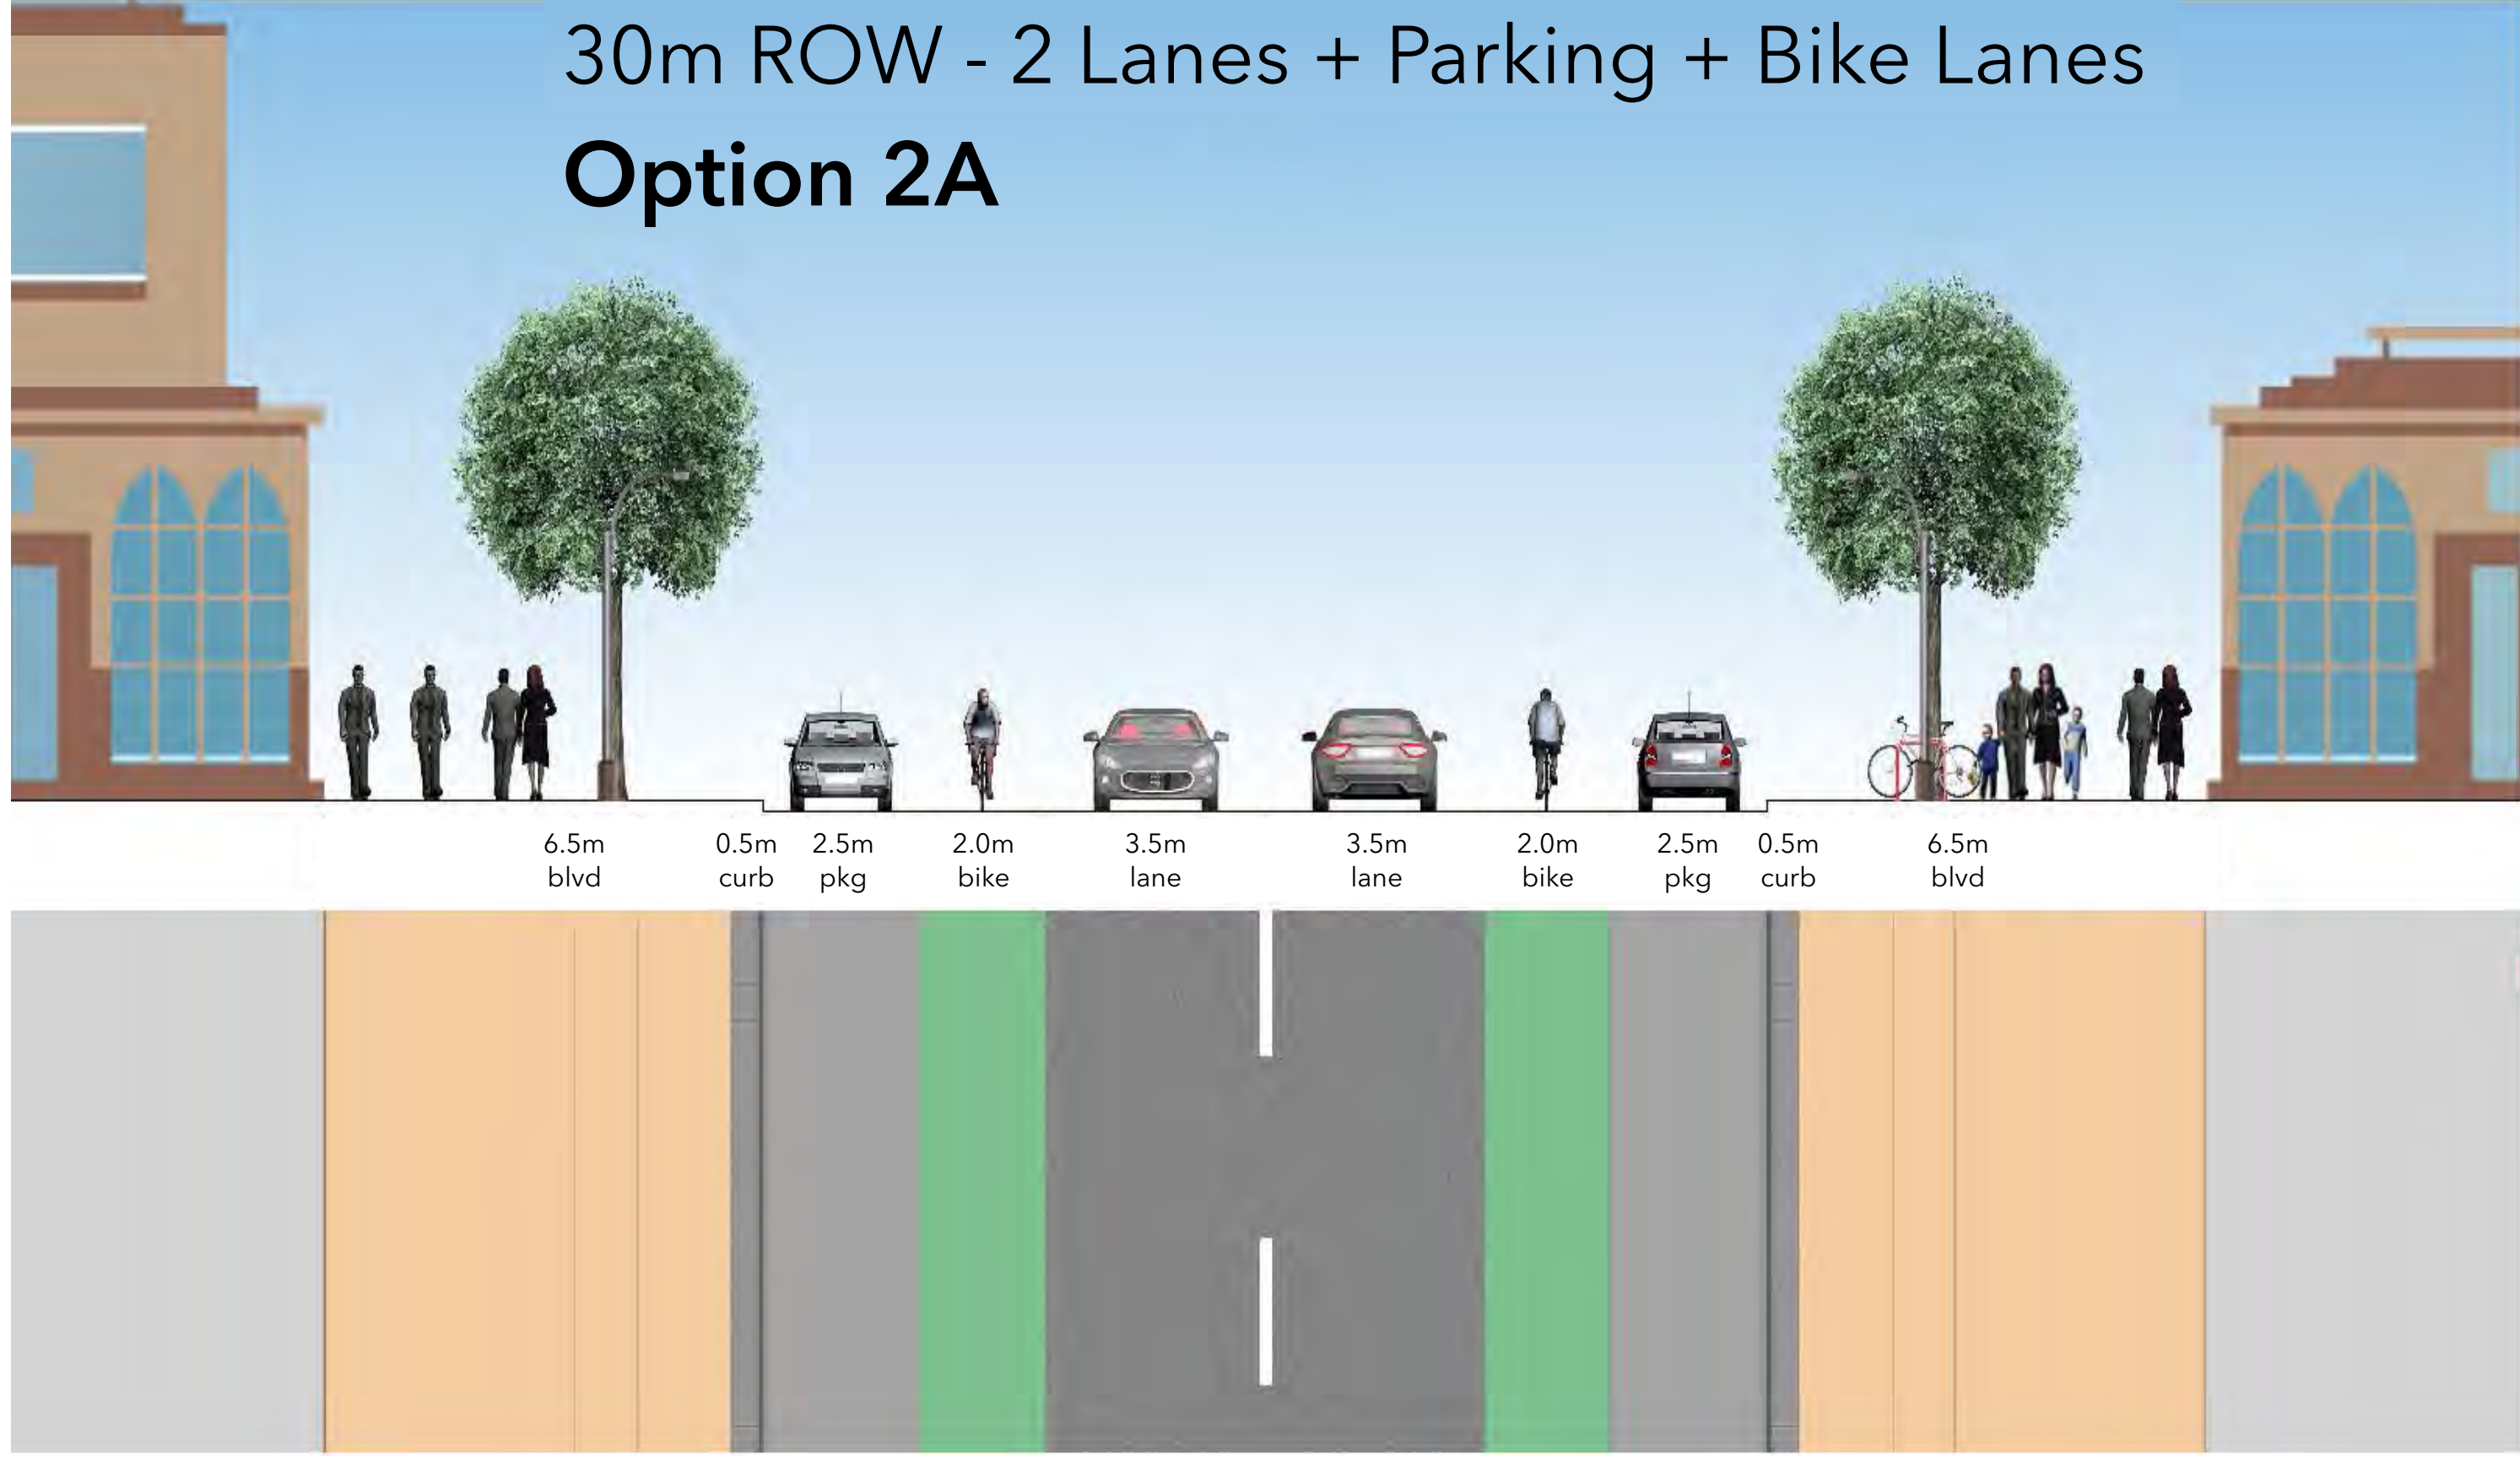 30m ROW - 2 Lanes + Parking + Bike Lanes
Option 2A
6.5m 0.5m 2.5m 2.0m 3.5m 3.5m 2.0m 2.5m 0.5m 6.5m
blvd curb pkg bike lane lane bike pkg curb blvd